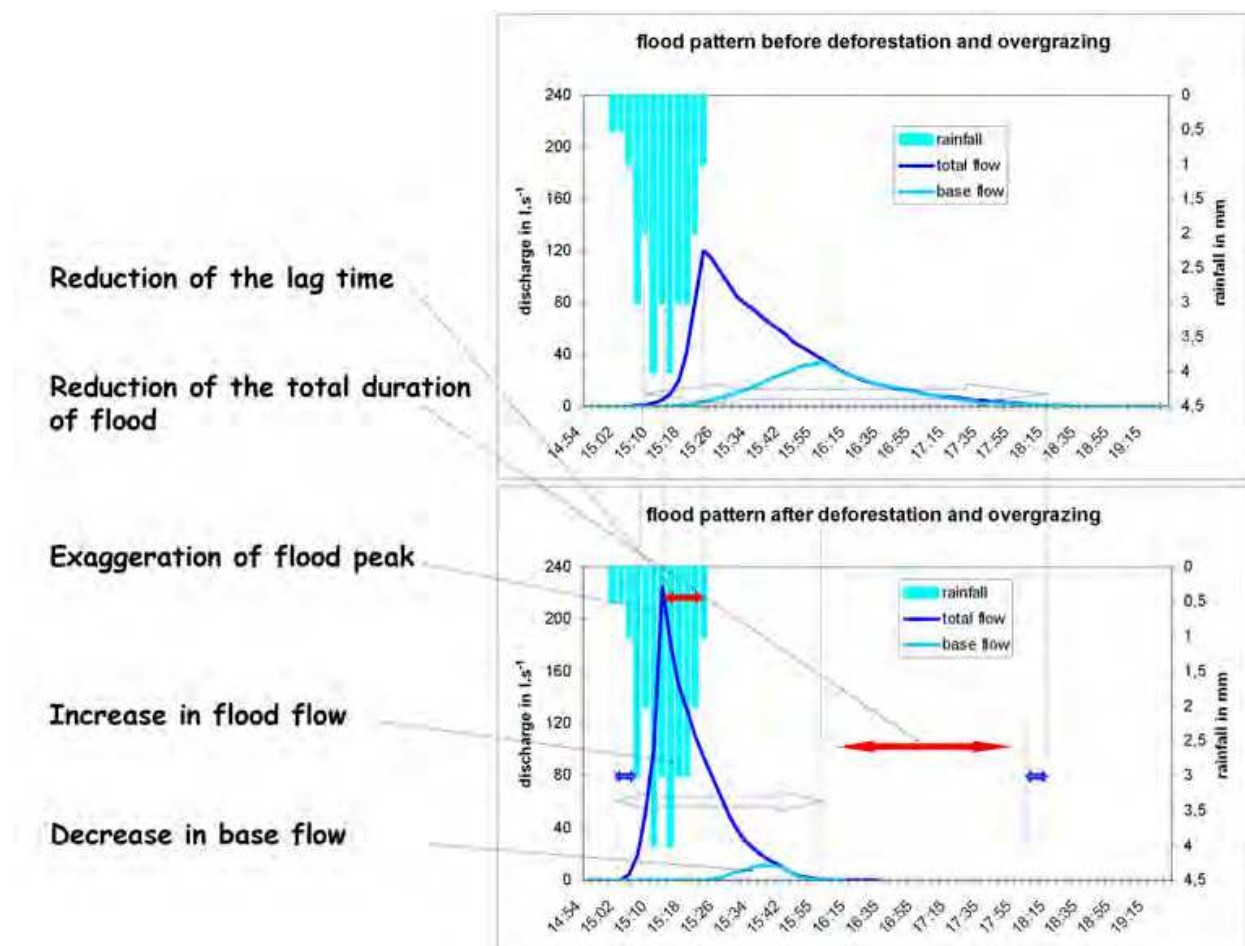 Reduction of the lag time
Reduction of the total duration
of flood
Exaggeration of flood peak
Increase in flood flow
Decrease in base flow
flood pattern before deforestation and overgrazing
discharge in l.s-1
240
200
160
120
80
40
0
rainfall
total flow
base flow
0
0,5
1
1,5
2
2,5
3
3,5
4
4,5
rainfall in mm
14:54 15:02 15:10 15:18 15:26 15:34 15:42 15:55 16:15 16:35 16:55 17:15 17:35 17:55 18:15 18:35 18:55 19:15
flood pattern after deforestation and overgrazing
discharge in l.s-1
240
200
160
120
80
40
0
rainfall
total flow
base flow
0
0,5
1
1,5
2
2,5
3
3,5
4
4,5
rainfall in mm
14:54 15:02 15:10 15:18 15:26 15:34 15:42 15:55 16:15 16:35 16:55 17:15 17:35 17:55 18:15 18:35 18:55 19:15